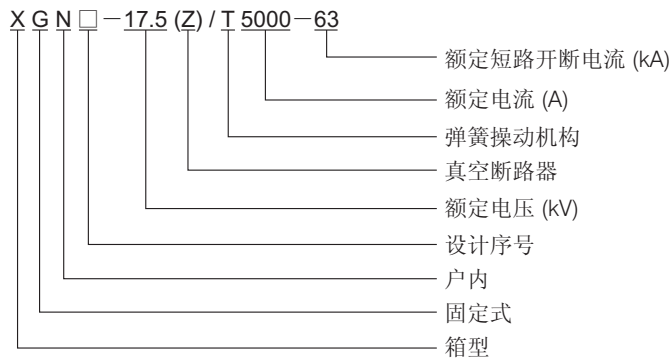 XGN□－17.5(Z)/T5000－63
额定短路开断电流 (kA)
额定电流 (A)
弹簧操动机构
真空断路器
额定电压 (kV)
设计序号
户内
固定式
箱型